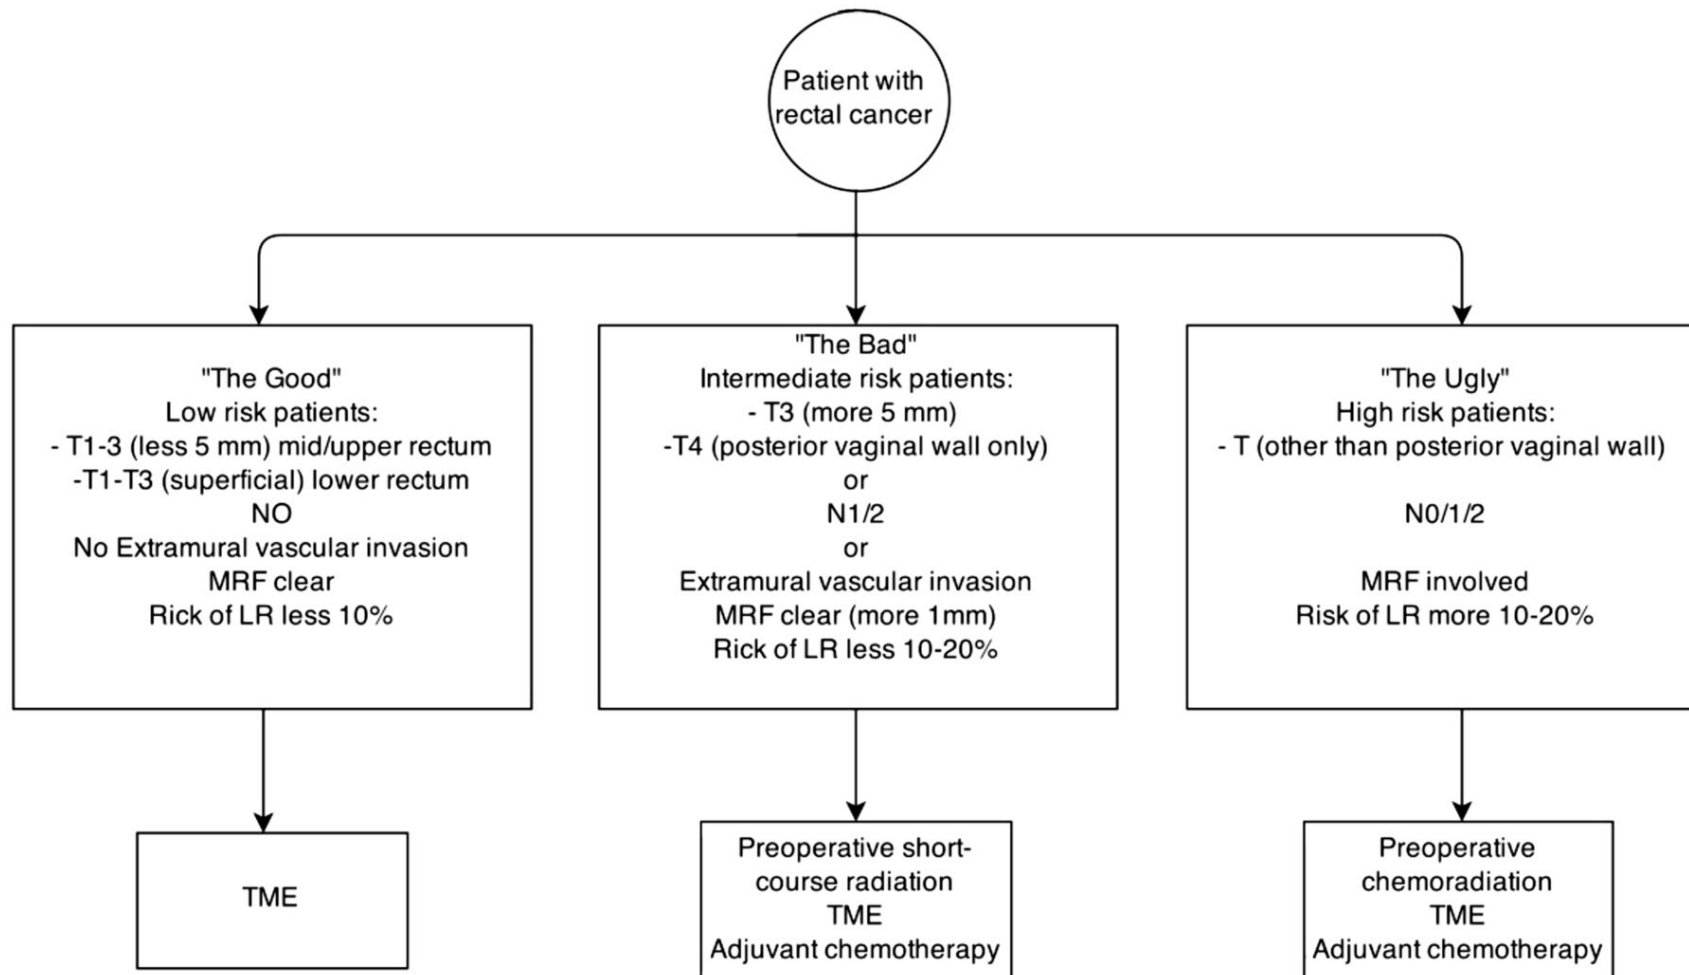 Patient with
rectal cancer
"The Good"
Low risk patients:
- T1-3 (less 5 mm) mid/upper rectum
-T1-T3 (superficial) lower rectum
NO
No Extramural vascular invasion
MRF clear
Rick of LR less 10%
"The Bad"
Intermediate risk patients:
- T3 (more 5 mm)
-T4 (posterior vaginal wall only)
or
N1/2
or
Extramural vascular invasion
MRF clear (more 1mm)
Rick of LR less 10-20%
"The Ugly"
High risk patients:
- T (other than posterior vaginal wall)
N0/1/2
MRF involved
Risk of LR more 10-20%
TME
Preoperative short-
course radiation
TME
Adjuvant chemotherapy
Preoperative
chemoradiation
TME
Adjuvant chemotherapy